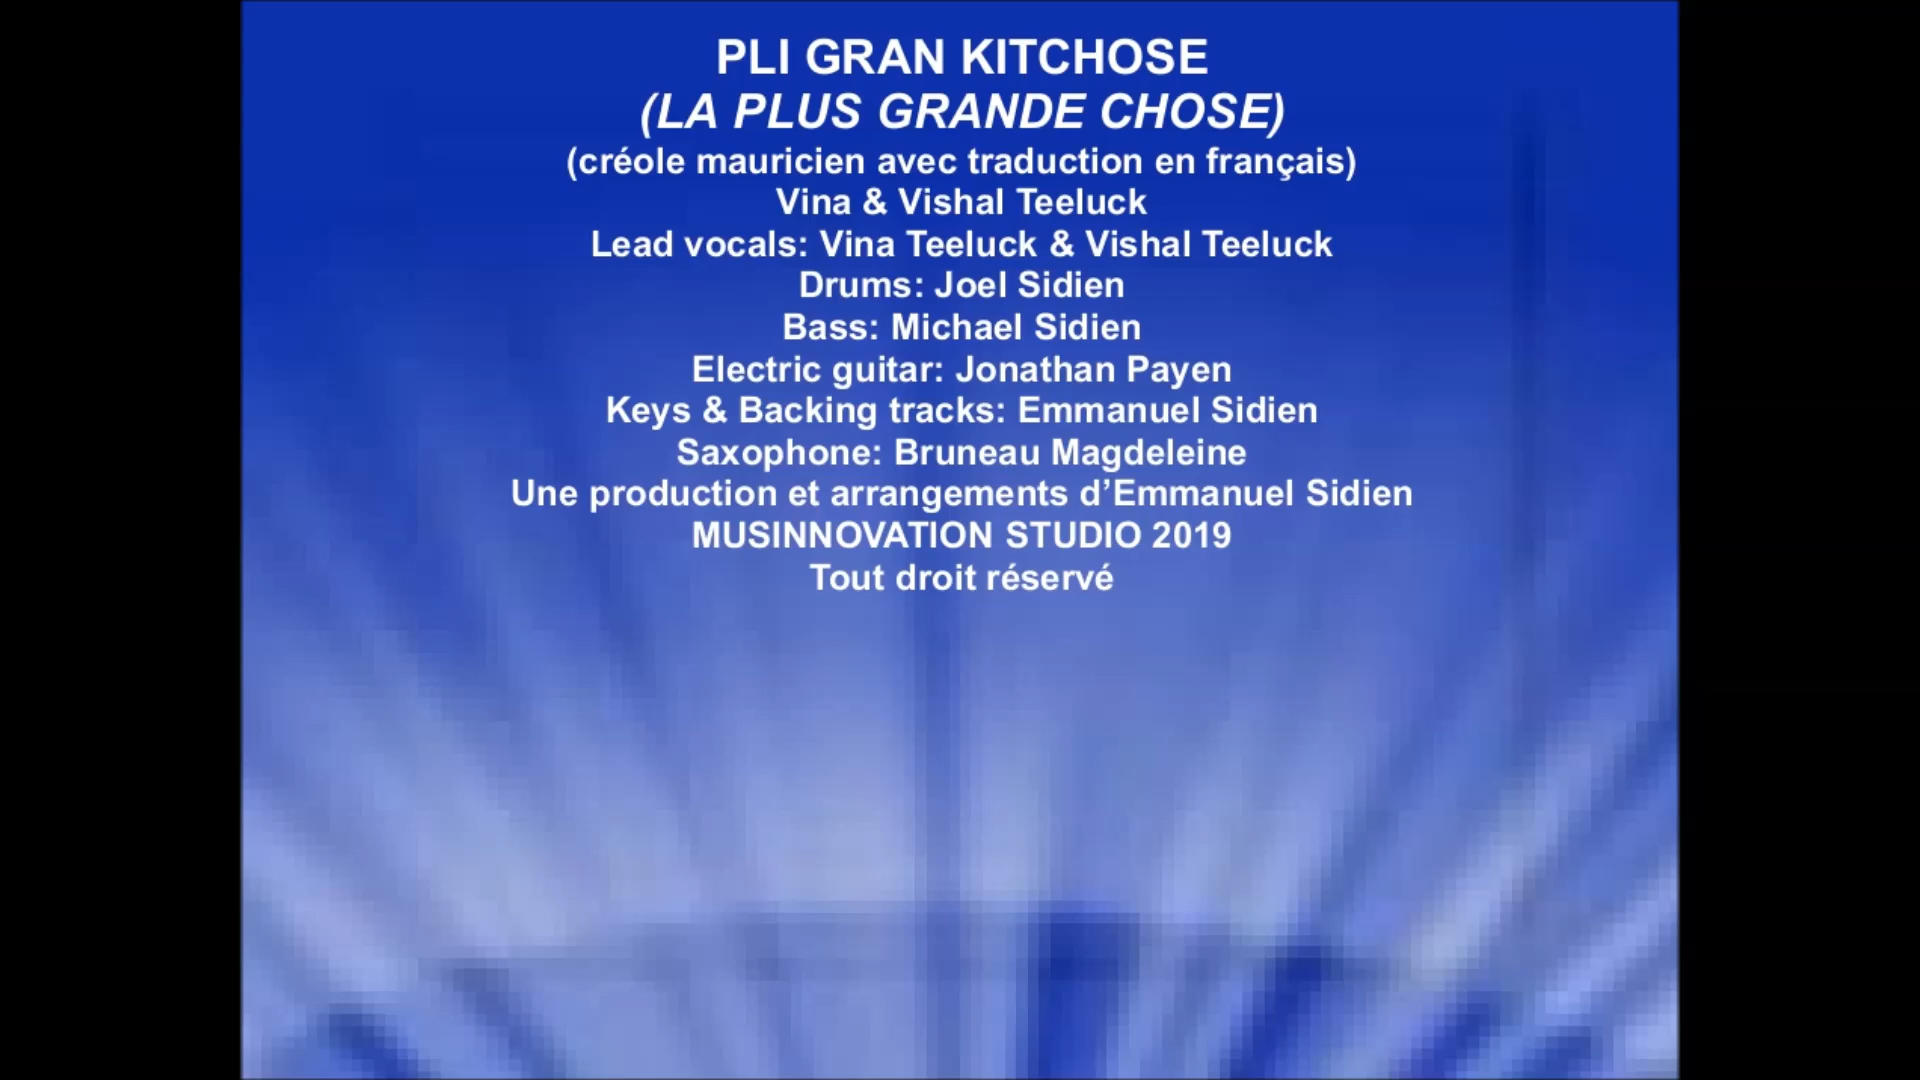 PLI GRAN KITCHOSE
(LA PLUS GRANDE CHOSE)
(créole mauricien avec traduction en français)
Vina & Vishal Teeluck
Lead vocals: Vina Teeluck & Vishal Teeluck
Drums: Joel Sidien
Bass: Michael Sidien
Electric guitar: Jonathan Payen
Keys & Backing tracks: Emmanuel Sidien
Saxophone: Bruneau Magdeleine
Une production et arrangements d’Emmanuel Sidien
MUSINNOVATION STUDIO 2019
Tout droit réservé